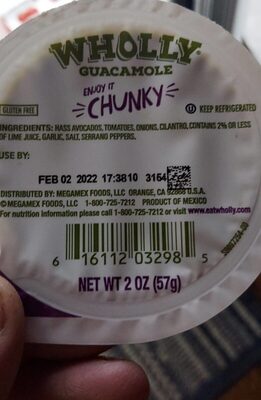 WHOLLY
GUACAMOLE
ENJOY IT
CHUNKY
GLUTEN FREE
U KEEP REFRIGERATED
INGREDIENTS: HASS AVOCADOS, TOMATOES, ONIONS, CILANTRO, CONTAINS 2% OR LESS
OF LIME JUICE, GARLIC, SALT, SERRANO PEPPERS.
USE BY:
FEB 02 2022 17:38 10 3154
DISTRIBUTED BY: MEGAMEX FOODS, LLC ORANGE, CA 92868 U.S.A.
©MEGAMEX FOODS, LLC 1-800-725-7212 PRODUCT OF MEXICO
For nutrition information please call 1-800-725-7212 or visit www.eatwholly.com
6 16112 03298 5
NET WT 2 OZ (57g)